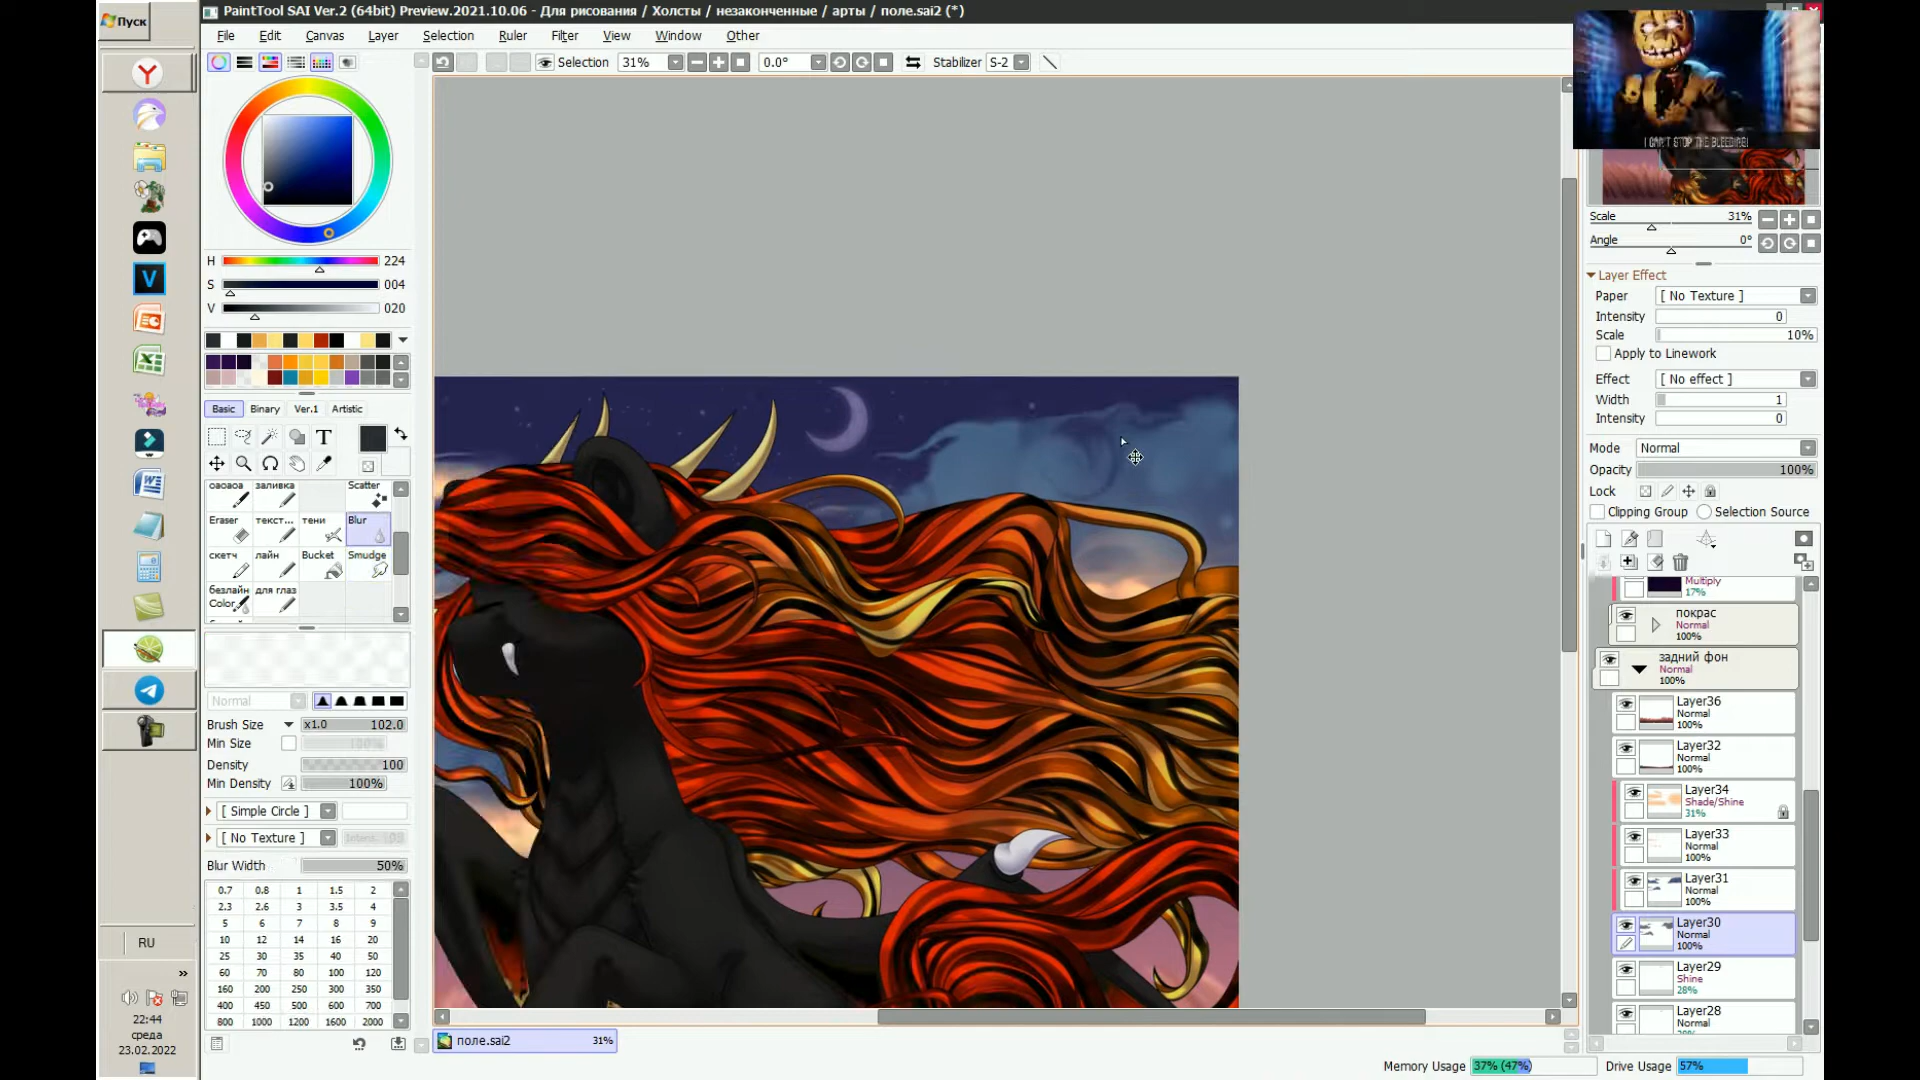 Пуск
PaintTool SAI Ver.2 (64bit) Preview.2021.10.06 - Для рисования / Холсты / незаконченные / арты / поле.sai2 (*)
File Edit Canvas Layer Selection Ruler Filter View Window Other
Selection 31% 0.0° Stabilizer S-2
I CAN'T STOP THE BLEEDING!
H 224
S 004
V 020
Basic Binary Ver.1 Artistic
T
оаоаоа заливка Scatter
Eraser текст... тени Blur
скетч лайн Bucket Smudge
безлайн для глаз
Color
Normal
Brush Size x1.0 102.0
Min Size 100%
Density 100
Min Density 100%
[ Simple Circle ]
[ No Texture ]
Blur Width 50%
0.7 0.8 1 1.5 2
2.3 2.6 3 3.5 4
5 6 7 8 9
10 12 14 16 20
25 30 35 40 50
60 70 80 100 120
160 200 250 300 350
400 450 500 600 700
800 1000 1200 1600 2000
RU
22:44
среда
23.02.2022
поле.sai2 31%
Scale 31%
Angle 0°
Layer Effect
Paper [ No Texture ]
Intensity 0
Scale 10%
Apply to Linework
Effect [ No effect ]
Width 1
Intensity 0
Mode Normal
Opacity 100%
Lock
Clipping Group Selection Source
Multiply
17%
покрас
Normal
100%
задний фон
Normal
100%
Layer36
Normal
100%
Layer32
Normal
100%
Layer34
Shade/Shine
31%
Layer33
Normal
100%
Layer31
Normal
100%
Layer30
Normal
100%
Layer29
Shine
28%
Layer28
Normal
Memory Usage 37% (47%) Drive Usage 57%